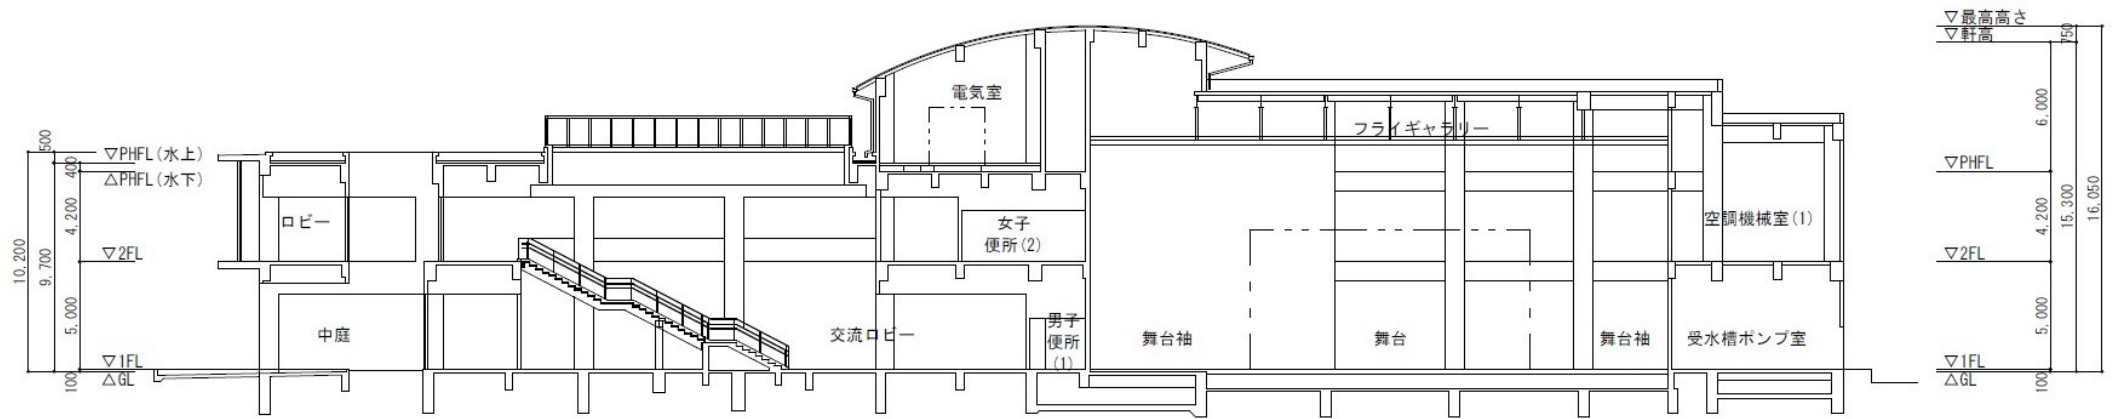 ▽最高高さ
▽軒高
750
電気室
6,000
フライギャラリー
500
▽PHFL(水上)
400
△PHFL(水下)
▽PHFL
16,050
15,300
4,200
ロビー
女子
便所(2)
空調機械室(1)
4,200
10,200
9,700
▽2FL
▽2FL
5,000
中庭
交流ロビー
男子
便所
(1)
舞台袖
舞台
舞台袖
受水槽ポンプ室
5,000
▽1FL
△GL
100
▽1FL
△GL
100